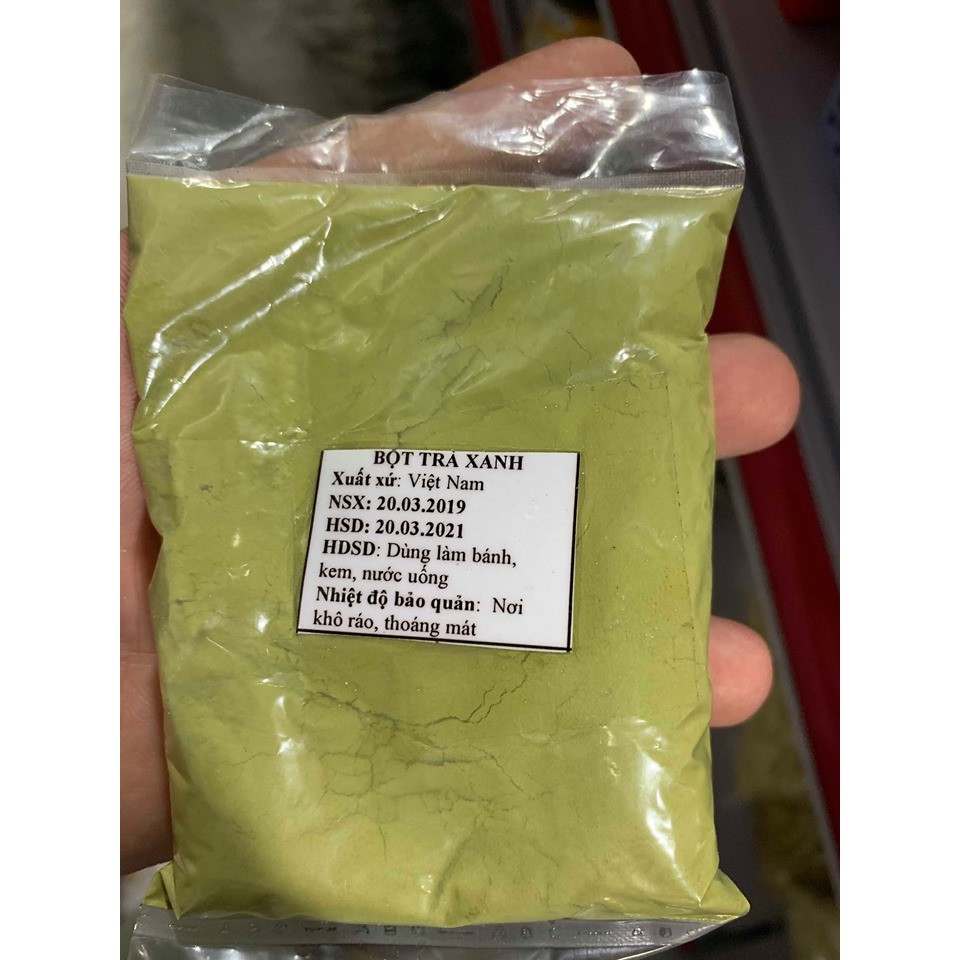 BỘT TRÀ XANH
Xuất xứ: Việt Nam
NSX: 20.03.2019
HSD: 20.03.2021
HDSD: Dùng làm bánh,
kem, nước uống
Nhiệt độ bảo quản: Nơi
khô ráo, thoáng mát